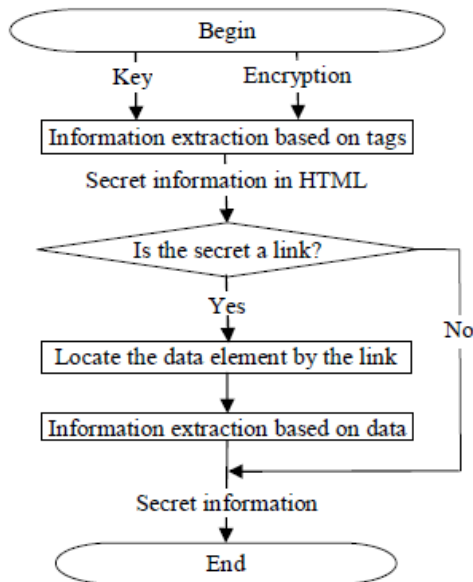 Begin
Key
Encryption
Information extraction based on tags
Secret information in HTML
Is the secret a link?
Yes
No
Locate the data element by the link
Information extraction based on data
Secret information
End